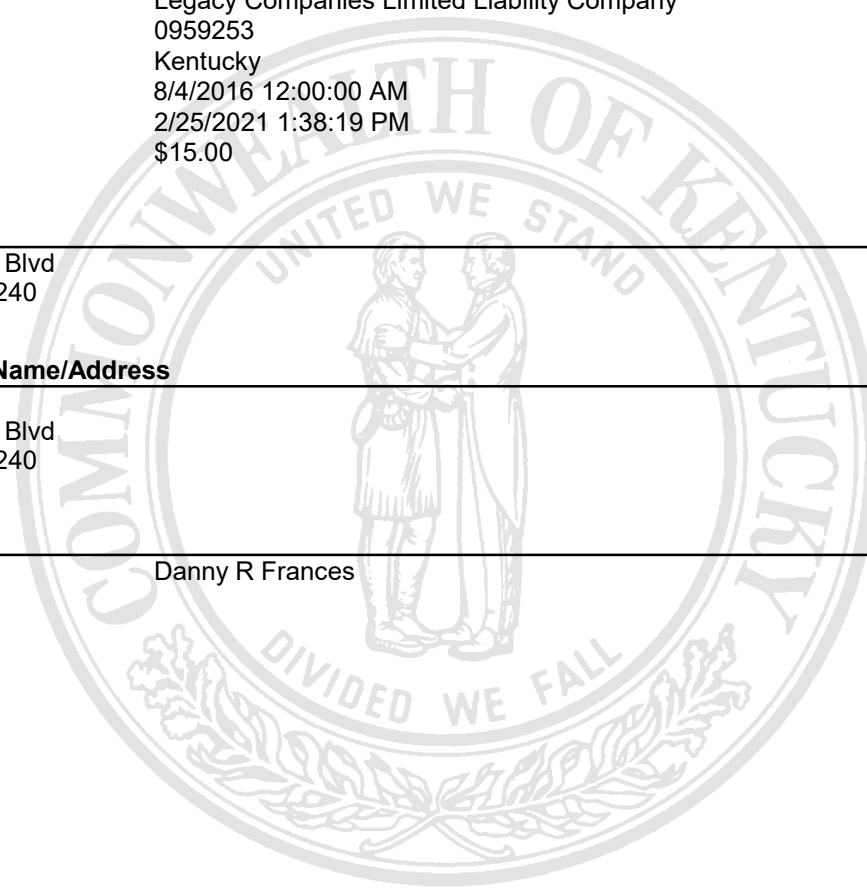 Legacy Companies Limited Liability Company
0959253
Kentucky
8/4/2016 12:00:00 AM
2/25/2021 1:38:19 PM
$15.00
Blvd
240
Name/Address
Blvd
240
Danny R Frances
COMMONWEALTH OF KENTUCKY
UNITED WE STAND
DIVIDED WE FALL